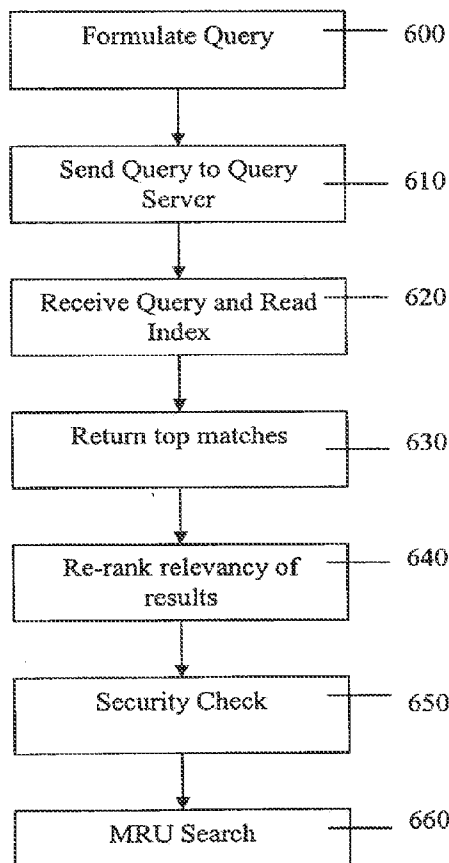 Formulate Query
600
Send Query to Query
Server
610
Receive Query and Read
Index
620
Return top matches
630
Re-rank relevancy of
results
640
Security Check
650
MRU Search
660